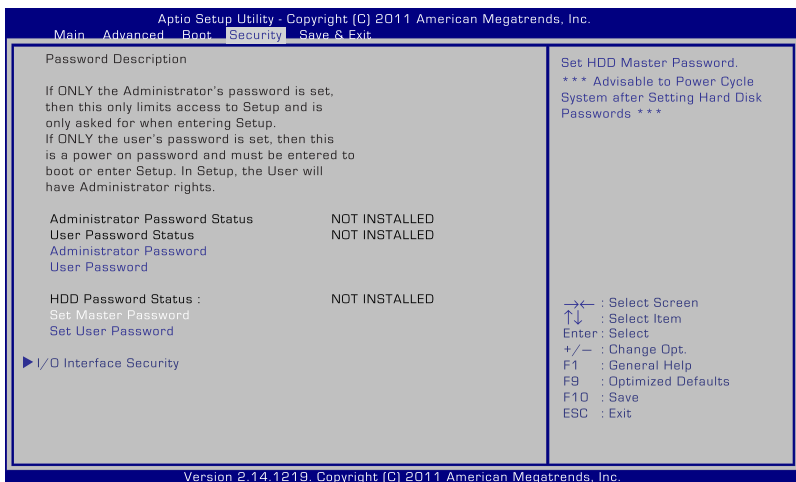 Aptio Setup Utility - Copyright (C) 2011 American Megatrends, Inc.
Main Advanced Boot Security Save & Exit
Password Description
If ONLY the Administrator's password is set,
then this only limits access to Setup and is
only asked for when entering Setup.
If ONLY the user's password is set, then this
is a power on password and must be entered to
boot or enter Setup. In Setup, the User will
have Administrator rights.
Administrator Password Status NOT INSTALLED
User Password Status NOT INSTALLED
Administrator Password
User Password
HDD Password Status : NOT INSTALLED
Set Master Password
Set User Password
I/O Interface Security
Set HDD Master Password.
*** Advisable to Power Cycle
System after Setting Hard Disk
Passwords ***
→← : Select Screen
↑↓ : Select Item
Enter : Select
+/— : Change Opt.
F1 : General Help
F9 : Optimized Defaults
F10 : Save
ESC : Exit
Version 2.14.1219. Copyright (C) 2011 American Megatrends, Inc.